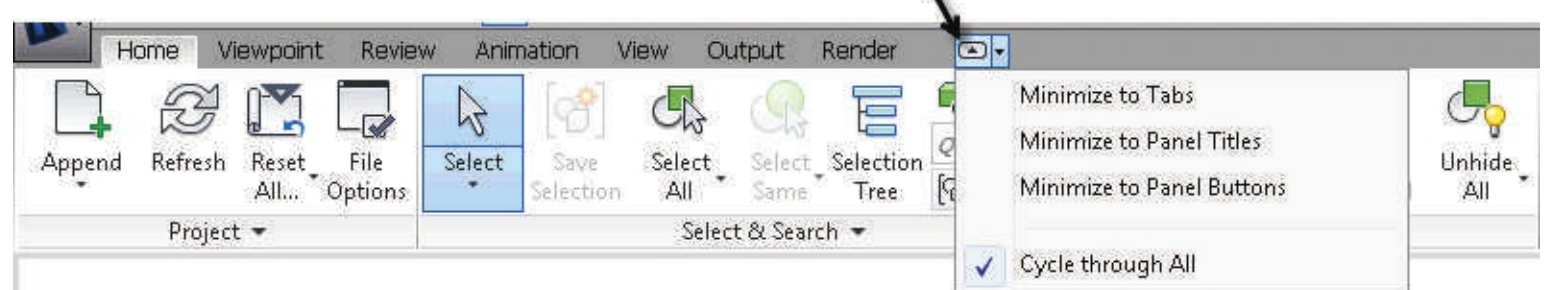 Home Viewpoint Review Animation View Output Render
Minimize to Tabs
Minimize to Panel Titles
Minimize to Panel Buttons
Cycle through All
Append Refresh Reset All... File Options
Select Save Selection Select All Select Same Selection Tree
Unhide All
Project Select & Search